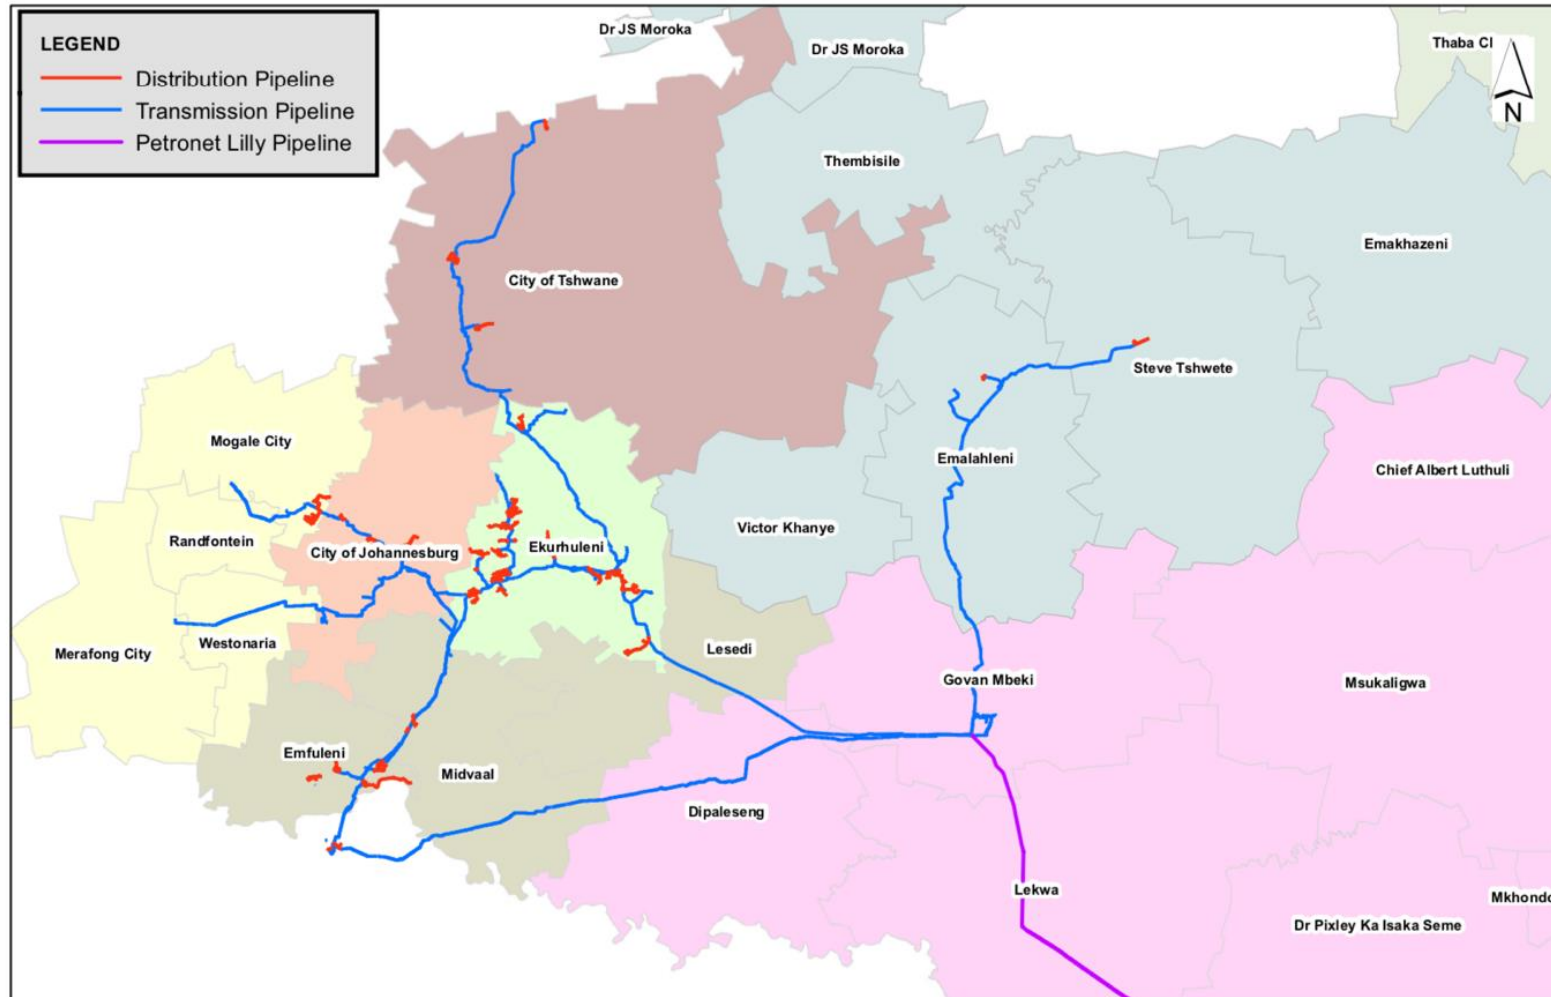 LEGEND
Distribution Pipeline
Transmission Pipeline
Petronet Lilly Pipeline
Dr JS Moroka
Dr JS Moroka
Thaba Cl
N
Thembisile
Emakhazeni
City of Tshwane
Steve Tshwete
Mogale City
Emalahleni
Chief Albert Luthuli
Victor Khanye
Randfontein
City of Johannesburg
Ekurhuleni
Westonaria
Merafong City
Lesedi
Govan Mbeki
Msukaligwa
Emfuleni
Midvaal
Dipaleseng
Lekwa
Mkhondo
Dr Pixley Ka Isaka Seme